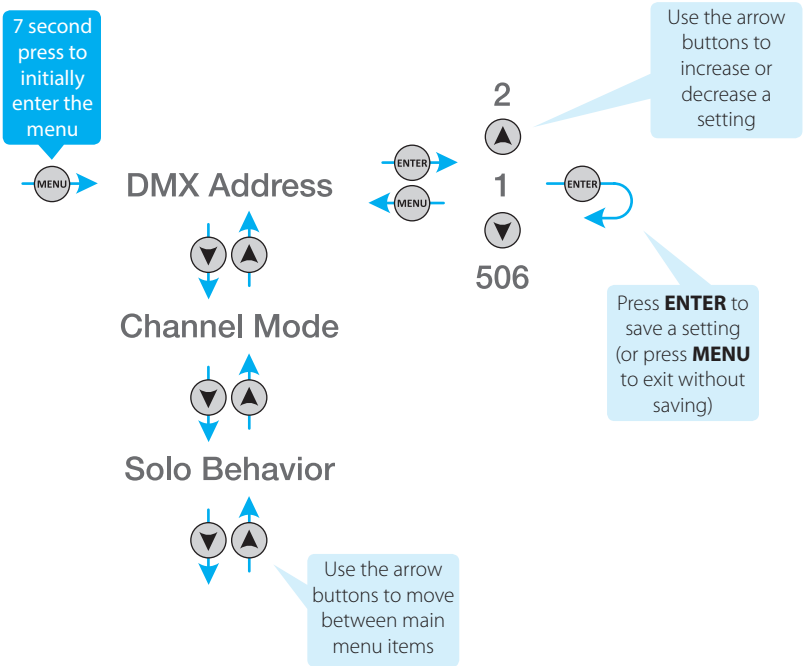 7 second
press to
initially
enter the
menu
MENU
DMX Address
ENTER
MENU
2
1
506
ENTER
Use the arrow
buttons to
increase or
decrease a
setting
Press ENTER to
save a setting
(or press MENU
to exit without
saving)
Channel Mode
Solo Behavior
Use the arrow
buttons to move
between main
menu items